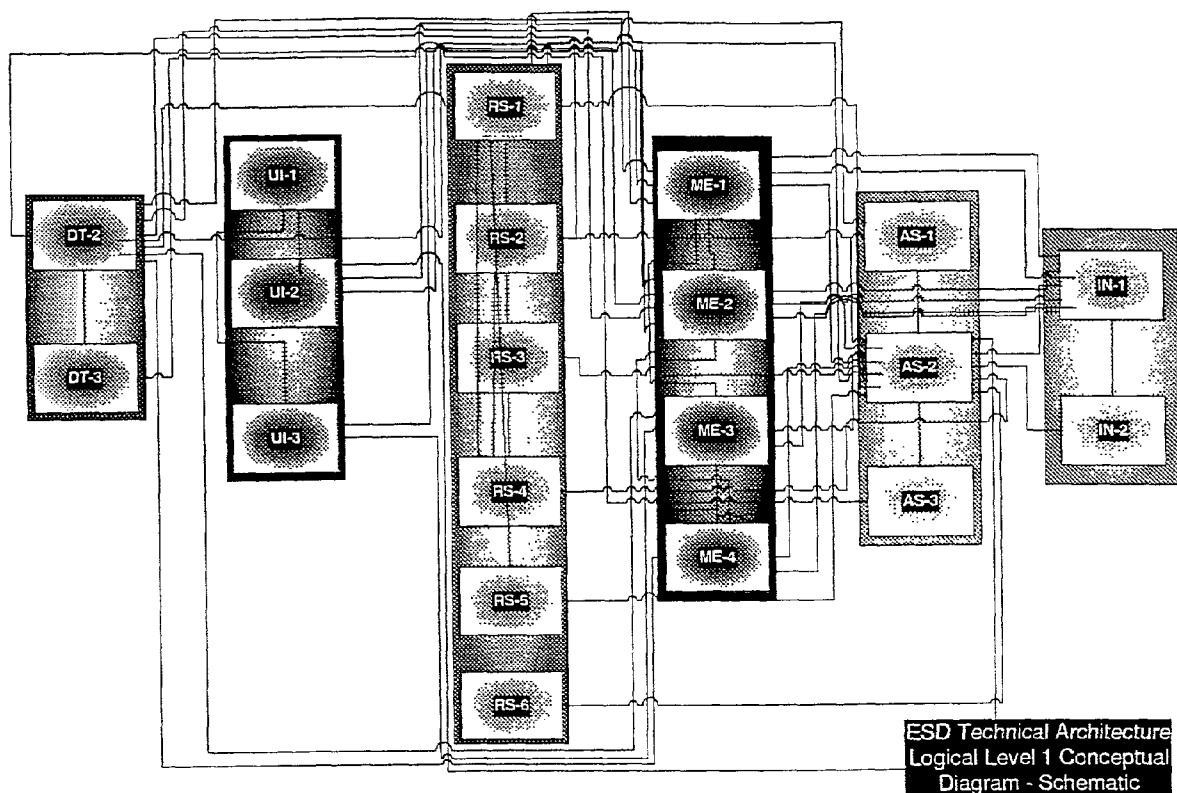 DT-2
DT-3
UI-1
UI-2
UI-3
RS-1
RS-2
RS-3
RS-4
RS-5
RS-6
ME-1
ME-2
ME-3
ME-4
AS-1
AS-2
AS-3
IN-1
IN-2
ESD Technical Architecture
Logical Level 1 Conceptual
Diagram - Schematic